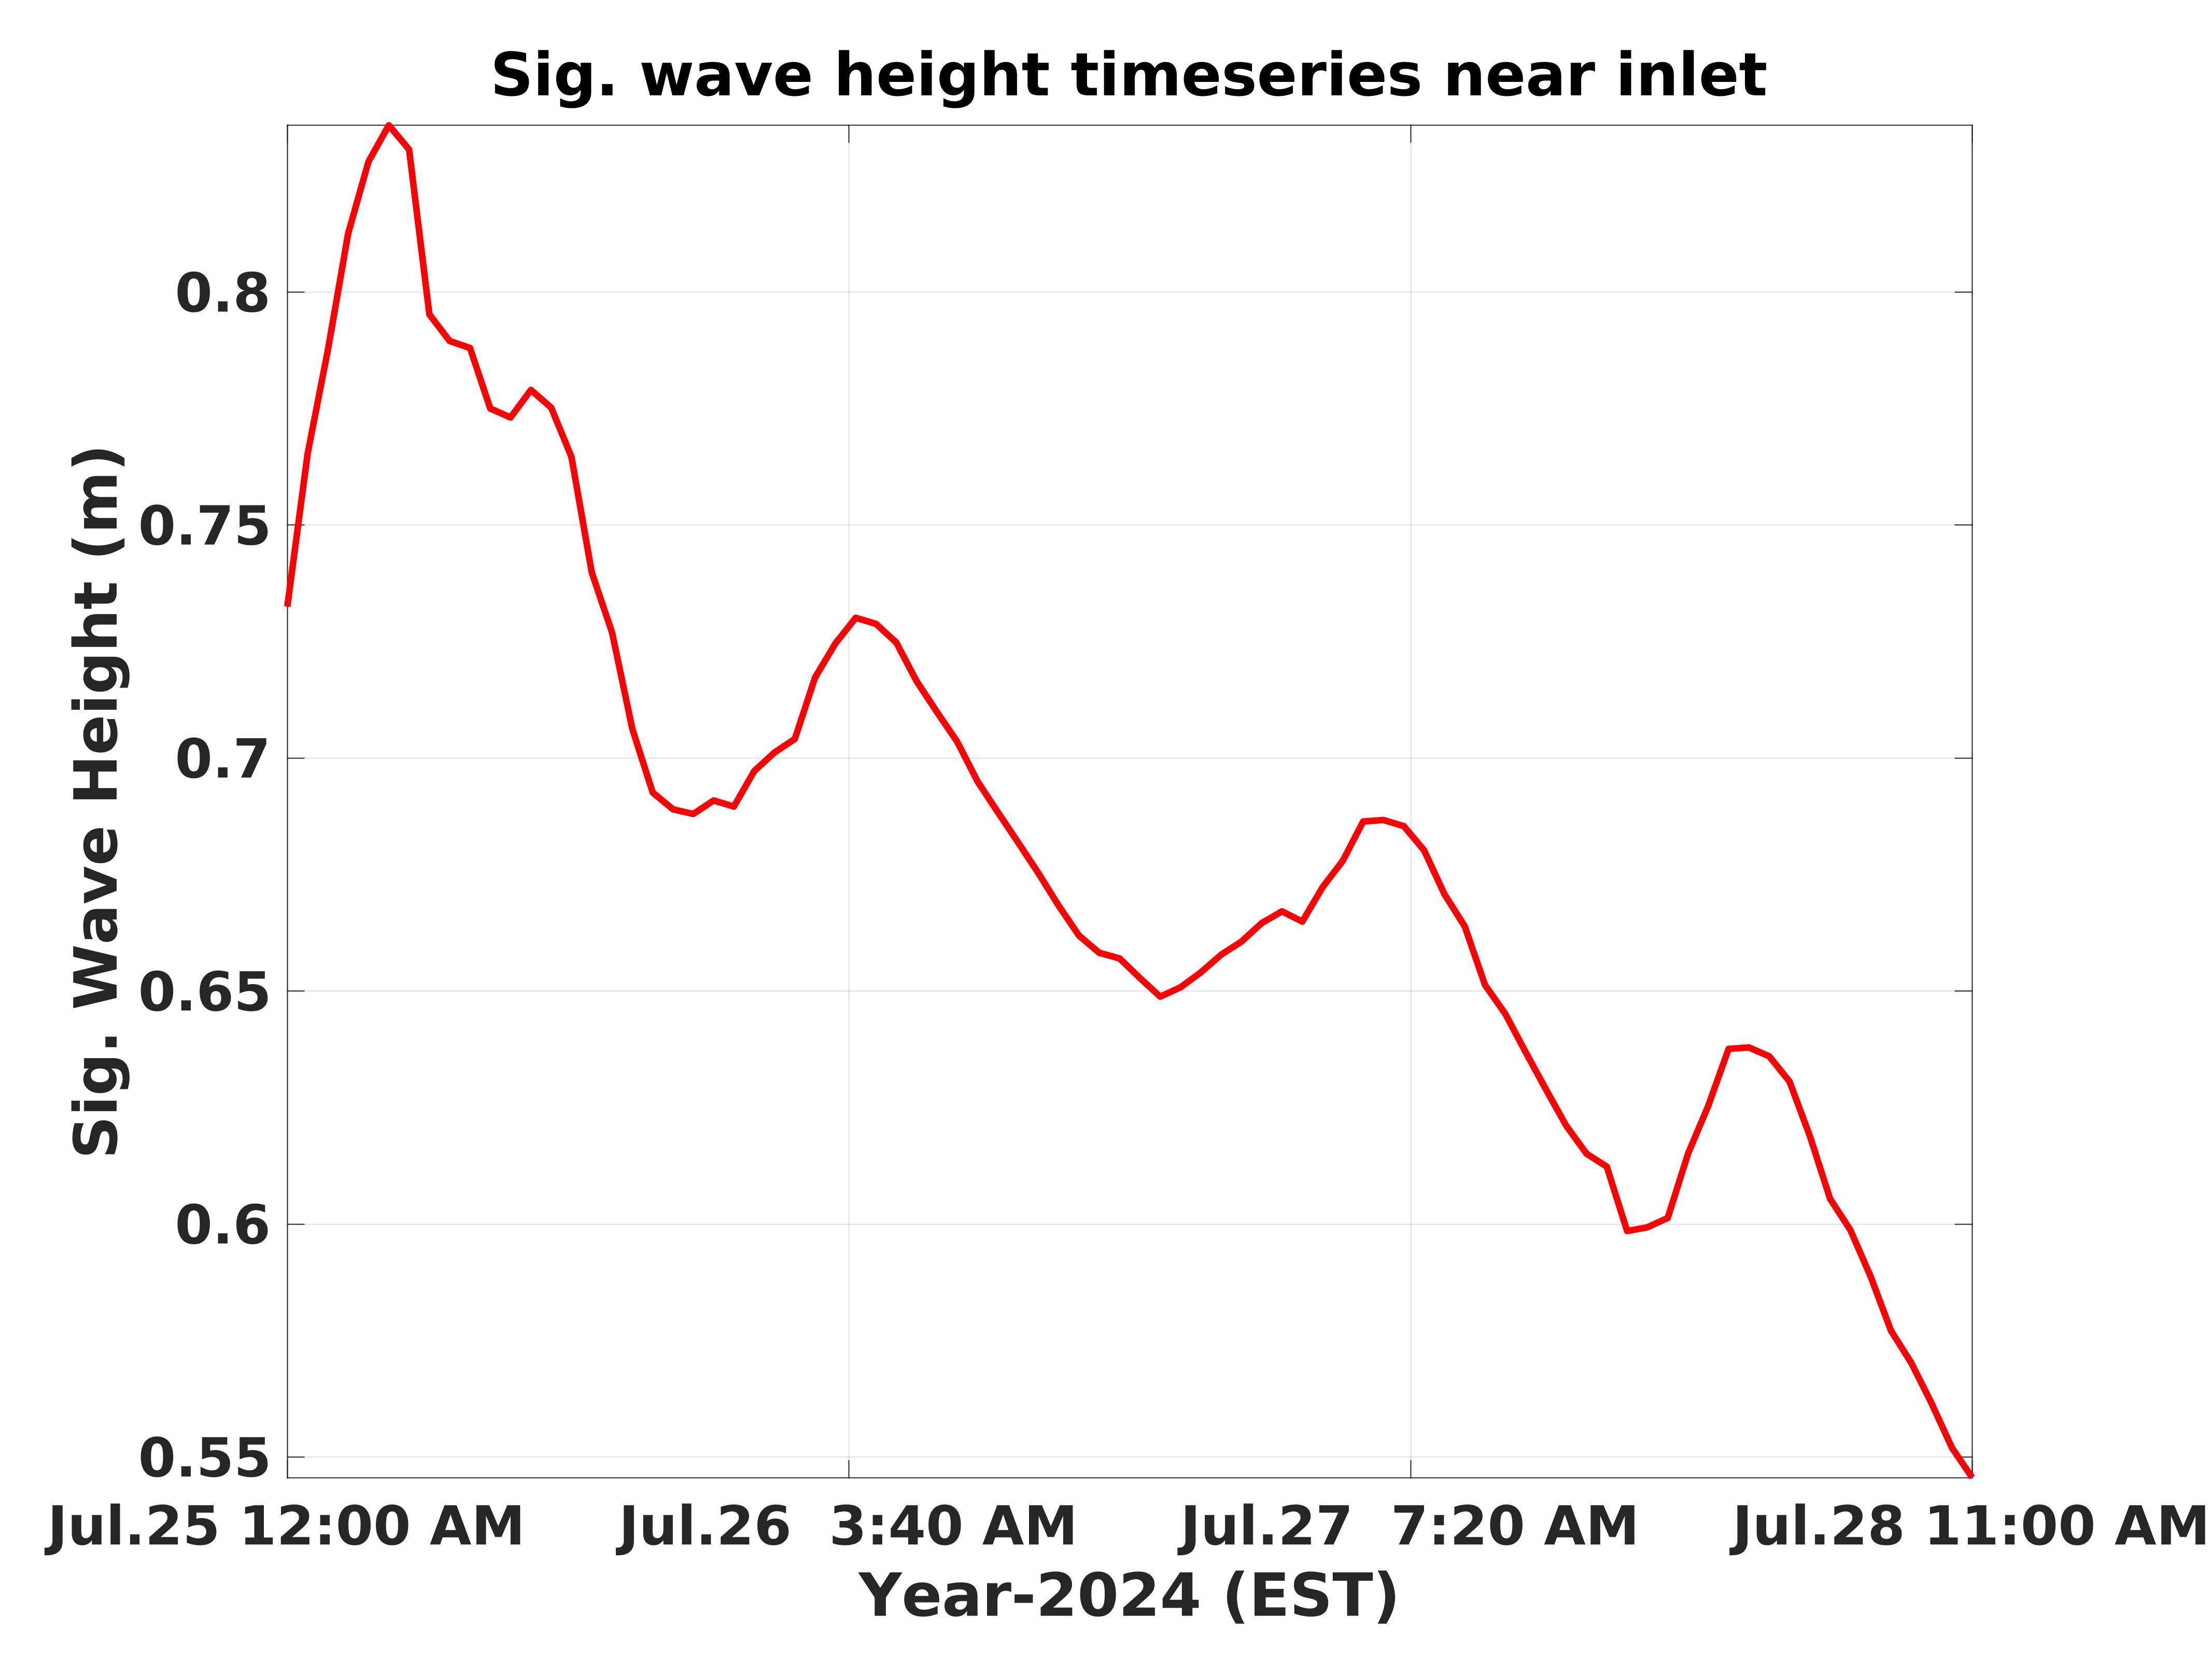 Sig. wave height timeseries near inlet
Sig. Wave Height (m)
0.8
0.75
0.7
0.65
0.6
0.55
Jul.25 12:00 AM Jul.26  3:40 AM Jul.27  7:20 AM Jul.28 11:00 AM
Year-2024 (EST)